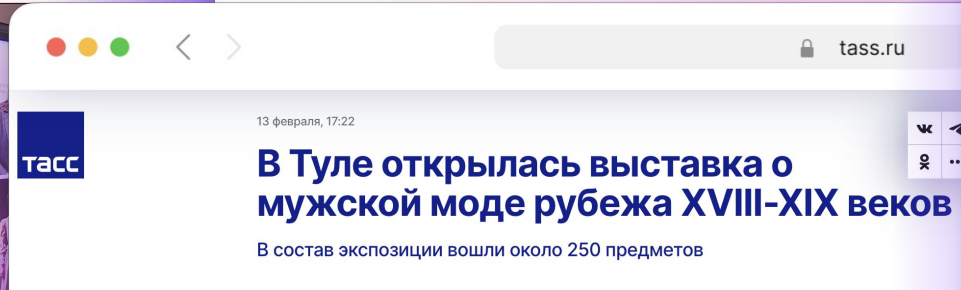 tass.ru
13 февраля, 17:22
тасс
В Туле открылась выставка о
мужской моде рубежа XVIII-XIX веков
В состав экспозиции вошли около 250 предметов